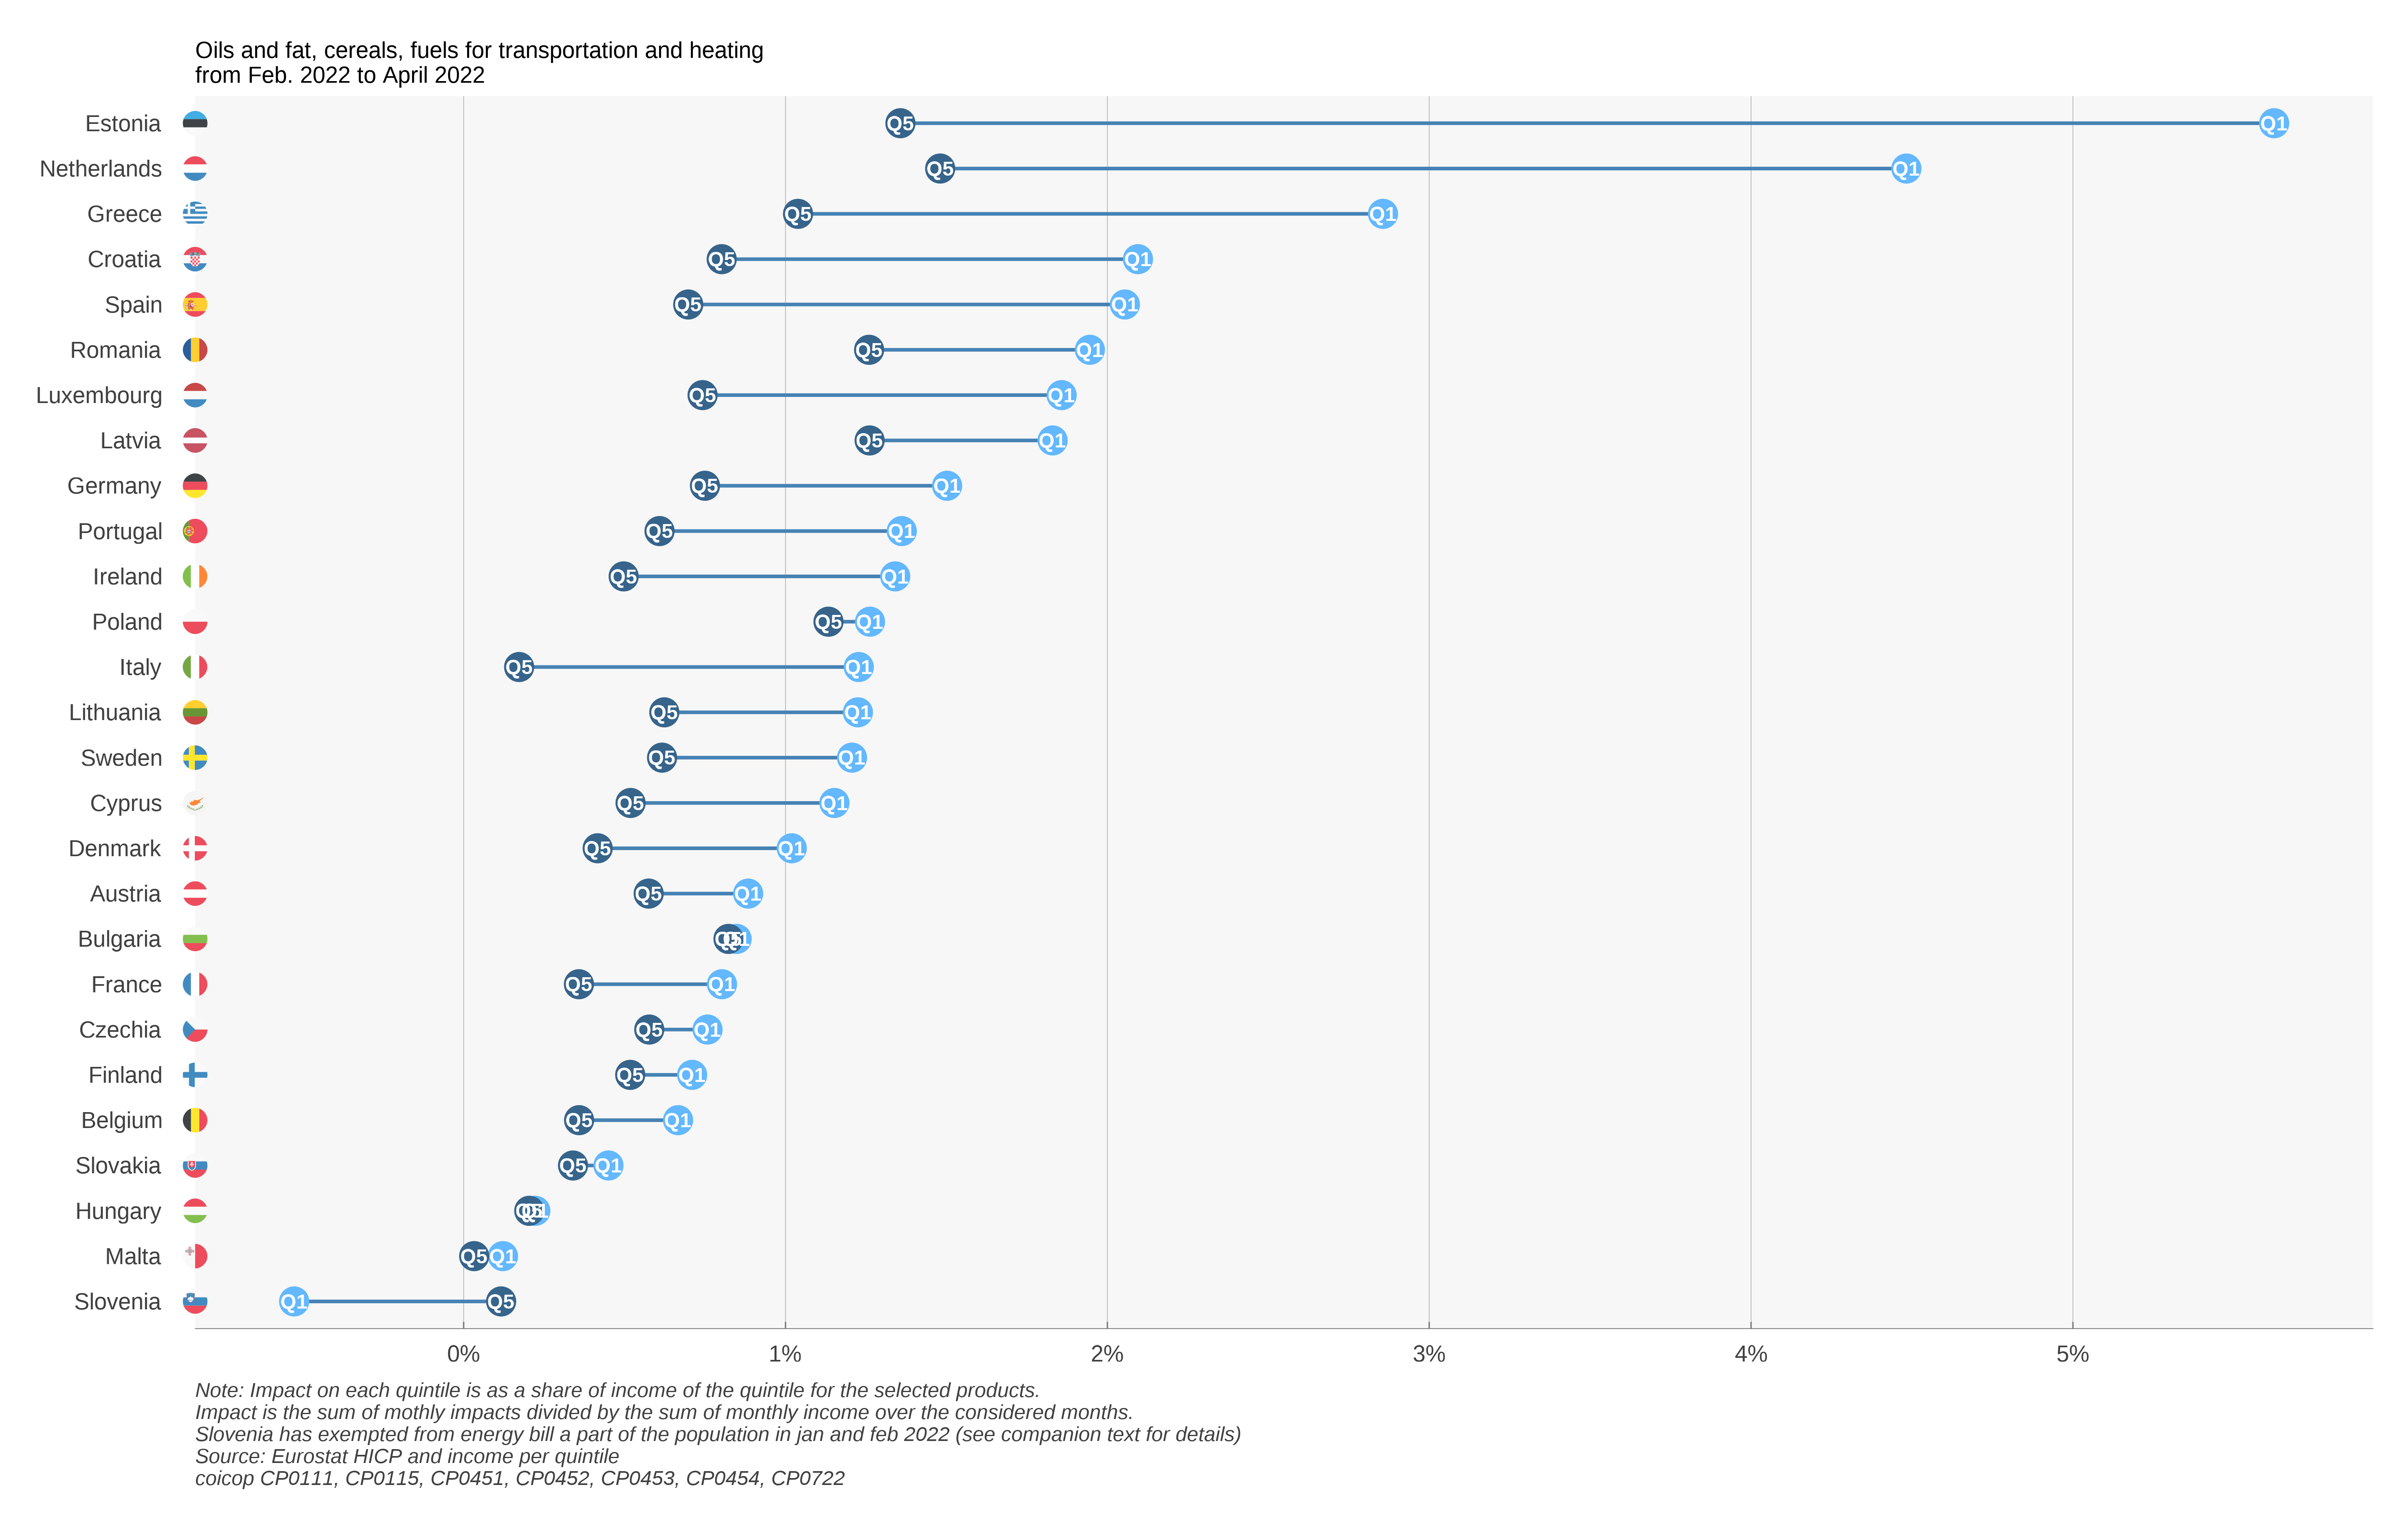 Oils and fat, cereals, fuels for transportation and heating
from Feb. 2022 to April 2022
Estonia Q5 Q1
Netherlands Q5 Q1
Greece Q5 Q1
Croatia Q5 Q1
Spain Q5 Q1
Romania Q5 Q1
Luxembourg Q5 Q1
Latvia Q5 Q1
Germany Q5 Q1
Portugal Q5 Q1
Ireland Q5 Q1
Poland Q5 Q1
Italy Q5 Q1
Lithuania Q5 Q1
Sweden Q5 Q1
Cyprus Q5 Q1
Denmark Q5 Q1
Austria Q5 Q1
Bulgaria Q5 Q1
France Q5 Q1
Czechia Q5 Q1
Finland Q5 Q1
Belgium Q5 Q1
Slovakia Q5 Q1
Hungary Q5 Q1
Malta Q5 Q1
Slovenia Q1 Q5
0% 1% 2% 3% 4% 5%
Note: Impact on each quintile is as a share of income of the quintile for the selected products.
Impact is the sum of mothly impacts divided by the sum of monthly income over the considered months.
Slovenia has exempted from energy bill a part of the population in jan and feb 2022 (see companion text for details)
Source: Eurostat HICP and income per quintile
coicop CP0111, CP0115, CP0451, CP0452, CP0453, CP0454, CP0722